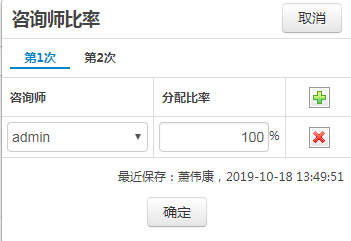 咨询师比率 取消
第1次 第2次
咨询师 分配比率
admin 100 %
最近保存：萧伟康，2019-10-18 13:49:51
确定